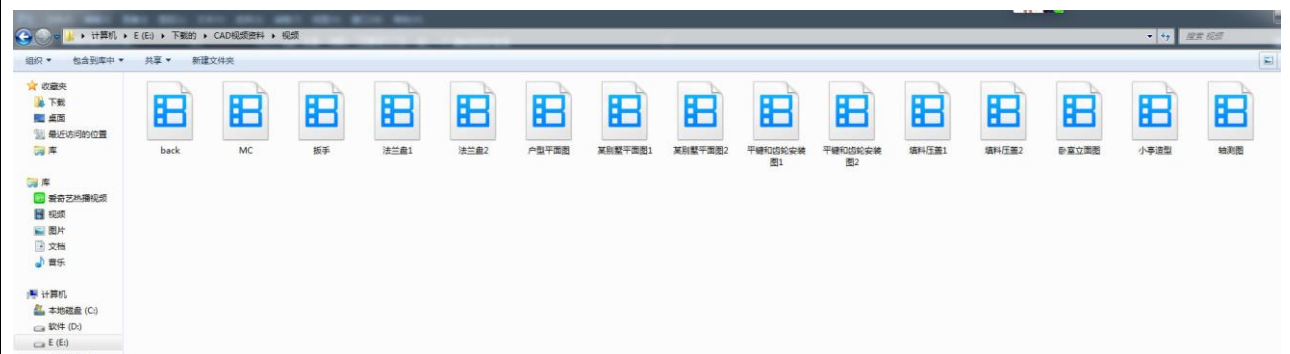 计算机 ▸ E (E:) ▸ 下载的 ▸ CAD视频资料 ▸ 视频
搜索 视频
组织 包含到库中 共享 新建文件夹
收藏夹
下载
桌面
最近访问的位置
库
库
爱奇艺热播视频
视频
图片
文档
音乐
计算机
本地磁盘 (C:)
软件 (D:)
E (E:)
back
MC
扳手
法兰盘1
法兰盘2
户型平面图
某别墅平面图1
某别墅平面图2
平键和齿轮安装
图1
平键和齿轮安装
图2
填料压盖1
填料压盖2
卧室立面图
小亭造型
轴测图